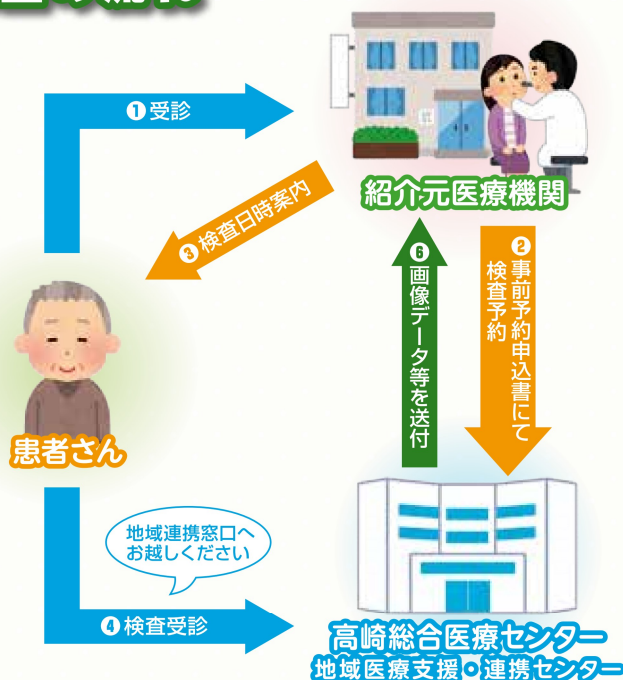 ❶受診
紹介元医療機関
❸検査日時案内
❷事前予約申込書にて
検査予約
❻画像データ等を送付
患者さん
地域連携窓口へ
お越しください
❹検査受診
高崎総合医療センター
地域医療支援・連携センター